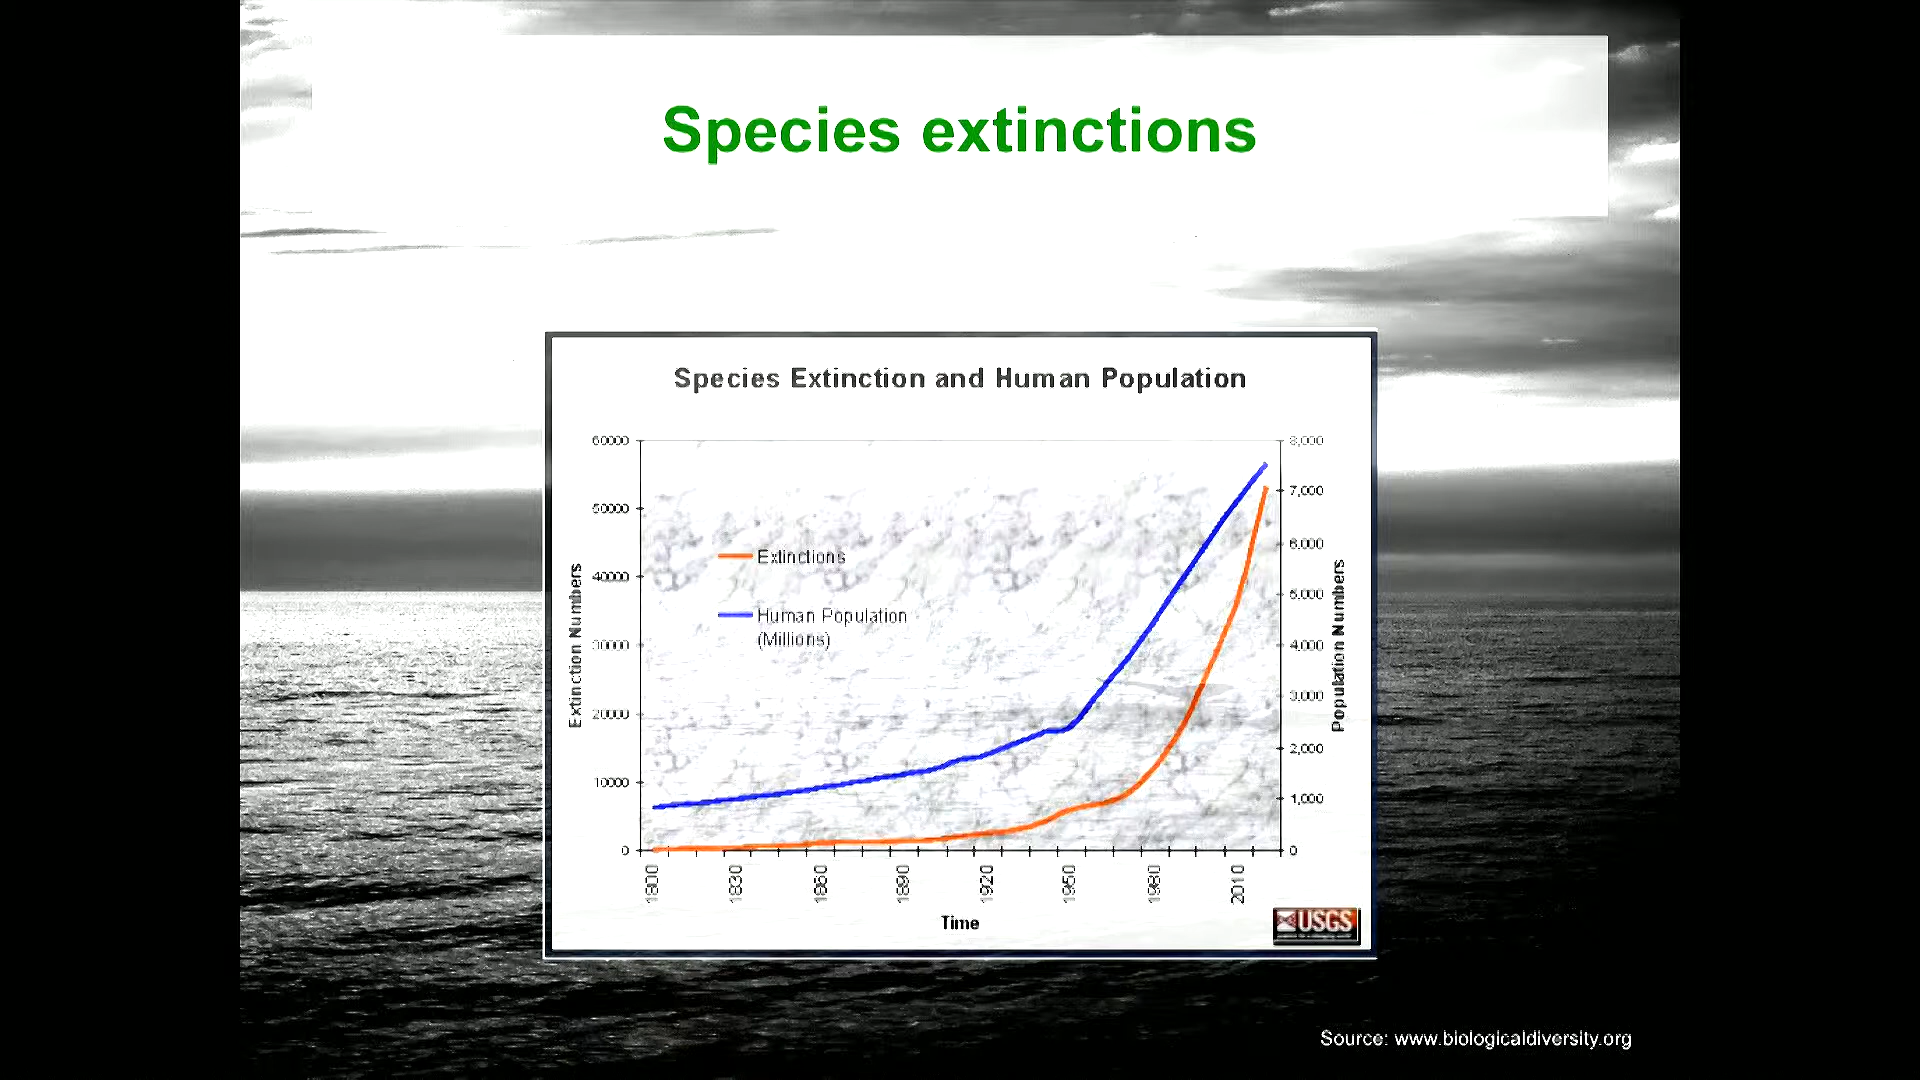 Species extinctions
Species Extinction and Human Population
60000
50000
40000
30000
20000
10000
0
Extinction Numbers
Extinctions
Human Population
(Millions)
8,000
7,000
6,000
5,000
4,000
3,000
2,000
1,000
0
Population Numbers
1800
1830
1860
1890
1920
1950
1980
2010
Time
USGS
Source: www.biologicaldiversity.org